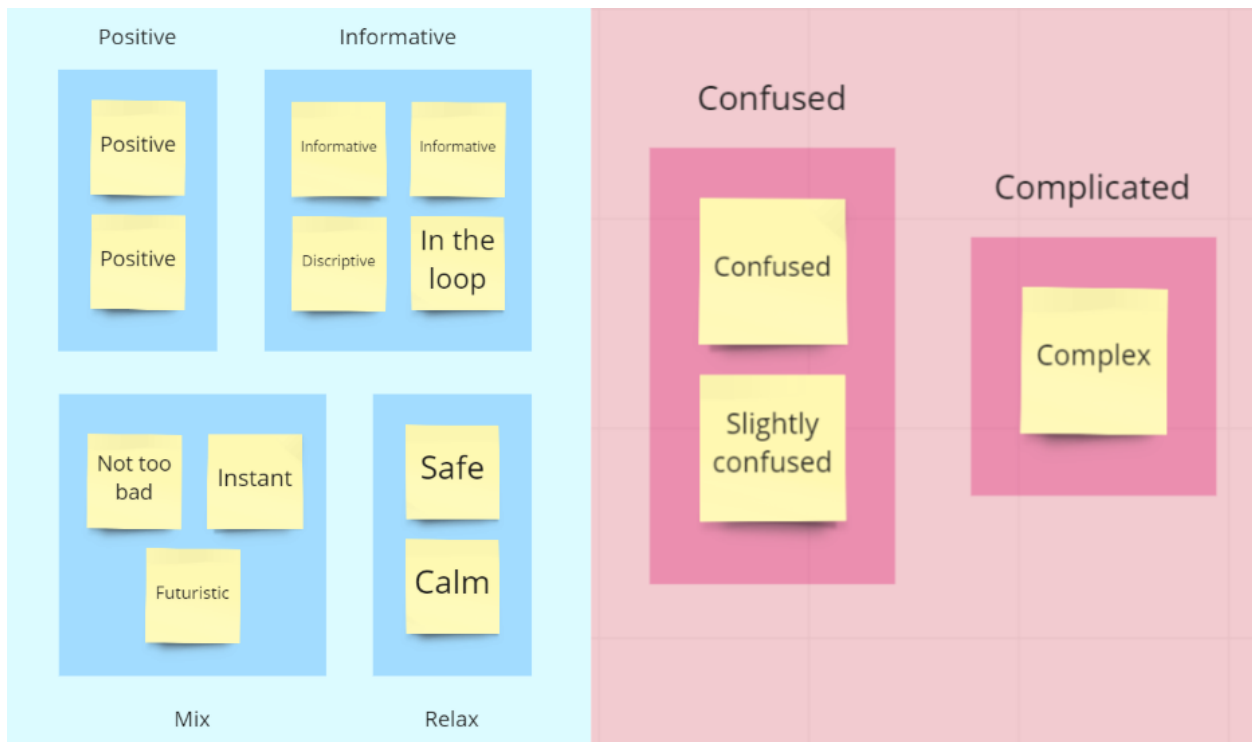 Positive
Positive
Positive
Informative
Informative
Informative
Discriptive
In the
loop
Not too
bad
Instant
Futuristic
Mix
Safe
Calm
Relax
Confused
Confused
Slightly
confused
Complicated
Complex